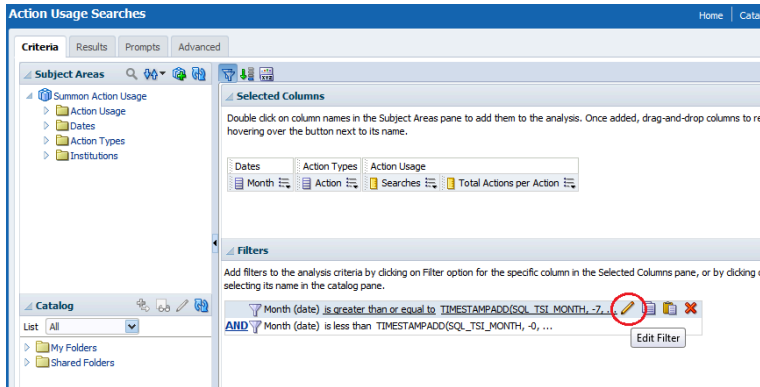 Action Usage Searches
Home Cata
Criteria Results Prompts Advanced
Subject Areas
Summon Action Usage
Action Usage
Dates
Action Types
Institutions
Selected Columns
Double click on column names in the Subject Areas pane to add them to the analysis. Once added, drag-and-drop columns to re
hovering over the button next to its name.
Dates Action Types Action Usage
Month Action Searches Total Actions per Action
Filters
Add filters to the analysis criteria by clicking on Filter option for the specific column in the Selected Columns pane, or by clicking
selecting its name in the catalog pane.
Month (date) is greater than or equal to TIMESTAMPADD(SQL_TSI_MONTH, -7, ...
AND Month (date) is less than TIMESTAMPADD(SQL_TSI_MONTH, -0, ...
Edit Filter
Catalog
List All
My Folders
Shared Folders